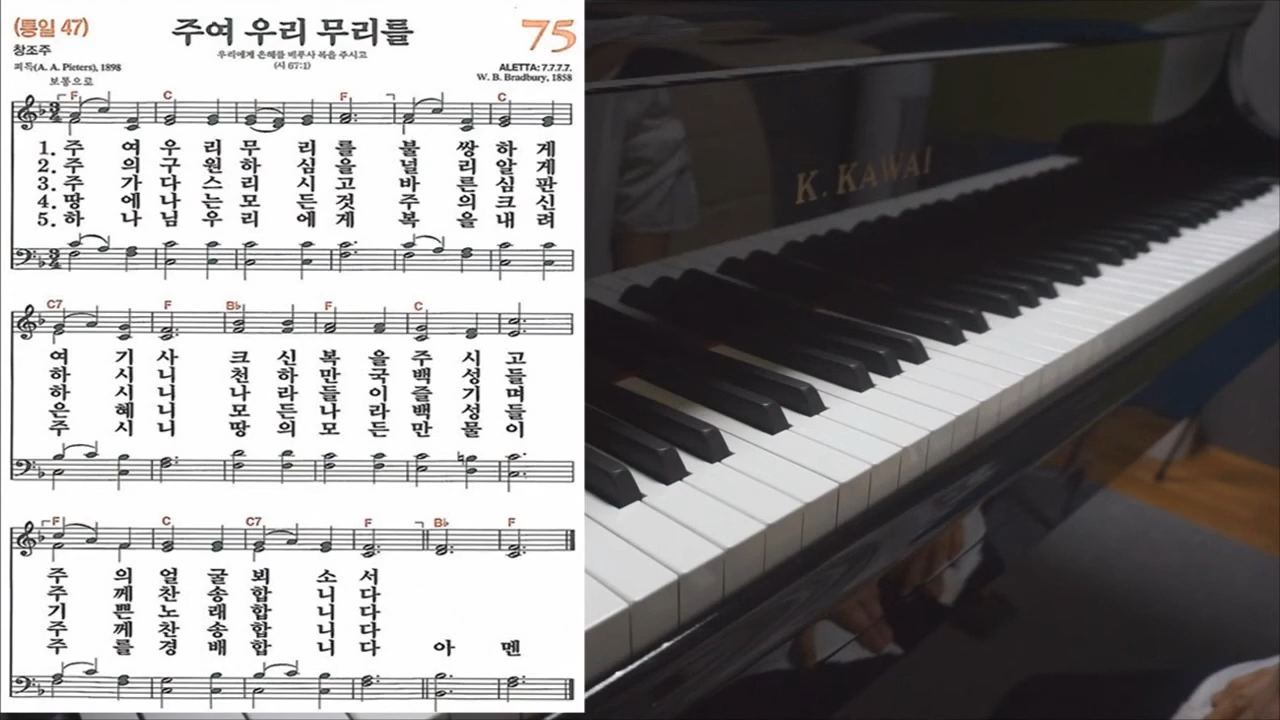 (통일 47)
주여 우리 무리를
75
창조주
우리에게 은혜를 베푸사 복을 주시고
(시 67:1)
피득(A. A. Pieters), 1898
ALETTA: 7.7.7.7.
보통으로
W. B. Bradbury, 1858
F C F C
1. 주 여 우 리 무 리 를 불 쌍 하 게
2. 주 의 구 원 하 심 을 널 리 알 게
3. 주 가 다 스 리 시 고 바 른 심 판
4. 땅 에 나 는 모 든 것 주 의 크 신
5. 하 나 님 우 리 에 게 복 을 내 려
C7 F B♭ F C
여 기 사 크 신 복 을 주 시 고
하 시 니 천 하 만 국 백 성 들
하 시 니 나 라 들 이 즐 기 며
은 혜 니 모 든 나 라 백 성 들
주 시 니 땅 의 모 든 만 물 이
F C C7 F B♭ F
주 의 얼 굴 뵈 소 서
주 께 찬 송 합 니 다
기 쁜 노 래 합 니 다
주 께 찬 송 합 니 다
주 를 경 배 합 니 다 아 멘
K. KAWAI